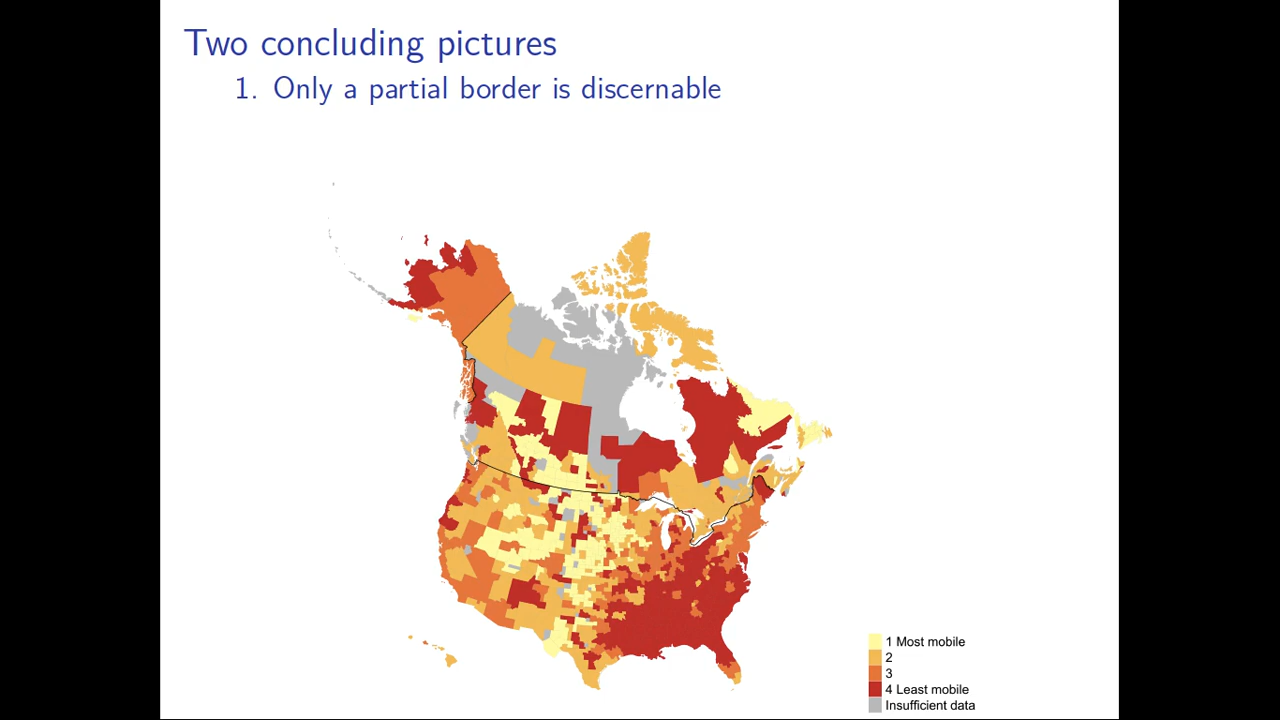 Two concluding pictures
1. Only a partial border is discernable
1 Most mobile
2
3
4 Least mobile
Insufficient data